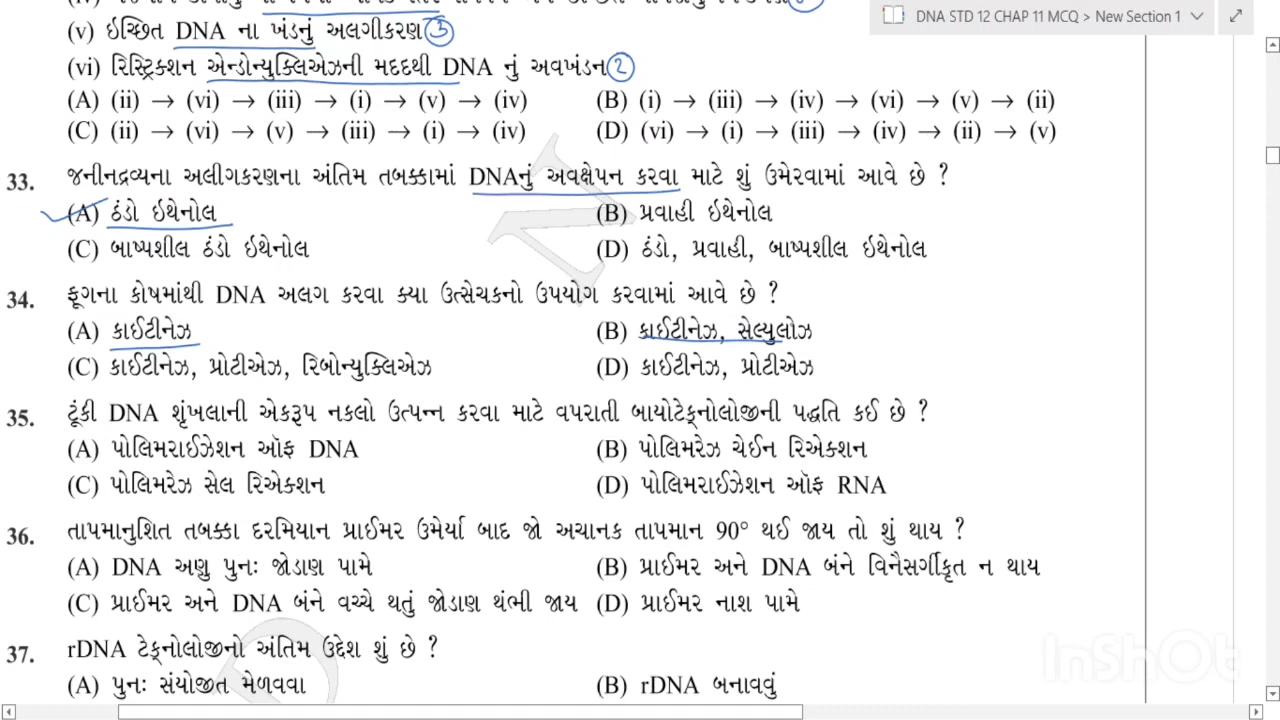 DNA STD 12 CHAP 11 MCQ > New Section 1
(v) ઇચ્છિત DNA ના ખંડનું અલગીકરણ 3
(vi) રિસ્ટ્રિક્શન એન્ડોન્યુક્લિએઝની મદદથી DNA નું અવખંડન 2
(A) (ii) → (vi) → (iii) → (i) → (v) → (iv) (B) (i) → (iii) → (iv) → (vi) → (v) → (ii)
(C) (ii) → (vi) → (v) → (iii) → (i) → (iv) (D) (vi) → (i) → (iii) → (iv) → (ii) → (v)
33. જનીનદ્રવ્યના અલીગકરણના અંતિમ તબક્કામાં DNAનું અવક્ષેપન કરવા માટે શું ઉમેરવામાં આવે છે ?
(A) ઠંડો ઇથેનોલ (B) પ્રવાહી ઇથેનોલ
(C) બાષ્પશીલ ઠંડો ઇથેનોલ (D) ઠંડો, પ્રવાહી, બાષ્પશીલ ઇથેનોલ
34. ફૂગના કોષમાંથી DNA અલગ કરવા ક્યા ઉત્સેચકનો ઉપયોગ કરવામાં આવે છે ?
(A) કાઈટીનેઝ (B) કાઈટીનેઝ, સેલ્યુલોઝ
(C) કાઈટીનેઝ, પ્રોટીએઝ, રિબોન્યુક્લિએઝ (D) કાઈટીનેઝ, પ્રોટીએઝ
35. ટૂંકી DNA શૃંખલાની એકરૂપ નકલો ઉત્પન્ન કરવા માટે વપરાતી બાયોટેક્નોલોજીની પદ્ધતિ કઈ છે ?
(A) પોલિમરાઈઝેશન ઑફ DNA (B) પોલિમરેઝ ચેઈન રિએક્શન
(C) પોલિમરેઝ સેલ રિએક્શન (D) પોલિમરાઈઝેશન ઑફ RNA
36. તાપમાનુશિત તબક્કા દરમિયાન પ્રાઈમર ઉમેર્યા બાદ જો અચાનક તાપમાન 90° થઈ જાય તો શું થાય ?
(A) DNA અણુ પુનઃ જોડાણ પામે (B) પ્રાઈમર અને DNA બંને વિનૈસર્ગીકૃત ન થાય
(C) પ્રાઈમર અને DNA બંને વચ્ચે થતું જોડાણ થંભી જાય (D) પ્રાઈમર નાશ પામે
37. rDNA ટેક્નોલોજીનો અંતિમ ઉદ્દેશ શું છે ?
(A) પુનઃ સંયોજીત મેળવવા (B) rDNA બનાવવું
InShOt